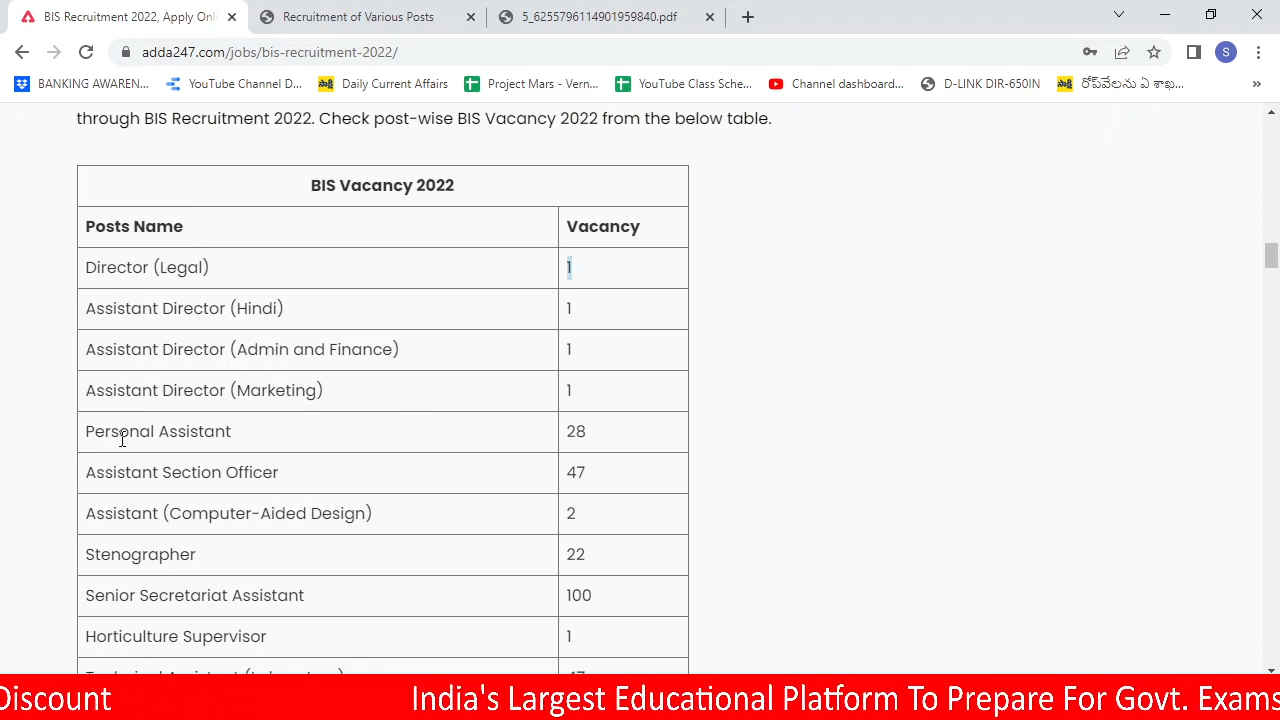 BIS Recruitment 2022, Apply Onli
Recruitment of Various Posts
5_6255796114901959840.pdf
adda247.com/jobs/bis-recruitment-2022/
S
BANKING AWAREN...
YouTube Channel D...
Daily Current Affairs
Project Mars - Vern...
YouTube Class Sche...
Channel dashboard...
D-LINK DIR-650IN
రోప్‌వేలను ఏ శాఖ...
through BIS Recruitment 2022. Check post-wise BIS Vacancy 2022 from the below table.
BIS Vacancy 2022
Posts Name Vacancy
Director (Legal) 1
Assistant Director (Hindi) 1
Assistant Director (Admin and Finance) 1
Assistant Director (Marketing) 1
Personal Assistant 28
Assistant Section Officer 47
Assistant (Computer-Aided Design) 2
Stenographer 22
Senior Secretariat Assistant 100
Horticulture Supervisor 1
Discount India's Largest Educational Platform To Prepare For Govt. Exams